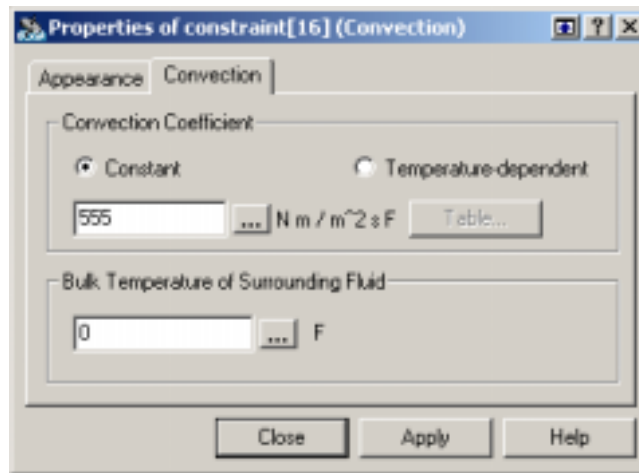 Properties of constraint[16] (Convection)
Appearance Convection
Convection Coefficient
Constant Temperature-dependent
555 ... N m / m^2 s F Table...
Bulk Temperature of Surrounding Fluid
0 ... F
Close Apply Help